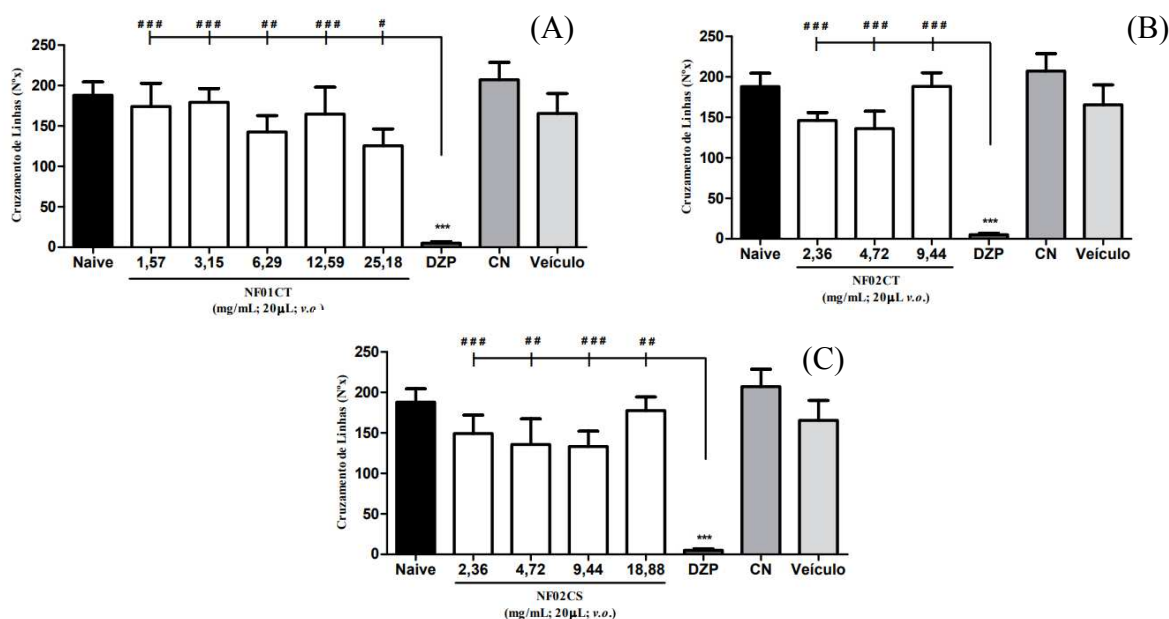 (A)
### ### ## ### #
Cruzamento de Linhas (Nºx)
250
200
150
100
50
0
***
Naive 1,57 3,15 6,29 12,59 25,18 DZP CN Veículo
NF01CT
(mg/mL; 20µL; v.o.)
(B)
### ### ###
Cruzamento de Linhas (Nºx)
250
200
150
100
50
0
***
Naive 2,36 4,72 9,44 DZP CN Veículo
NF02CT
(mg/mL; 20µL v.o.)
(C)
### ## ### ##
Cruzamento de Linhas (Nºx)
250
200
150
100
50
0
***
Naive 2,36 4,72 9,44 18,88 DZP CN Veículo
NF02CS
(mg/mL; 20µL; v.o.)